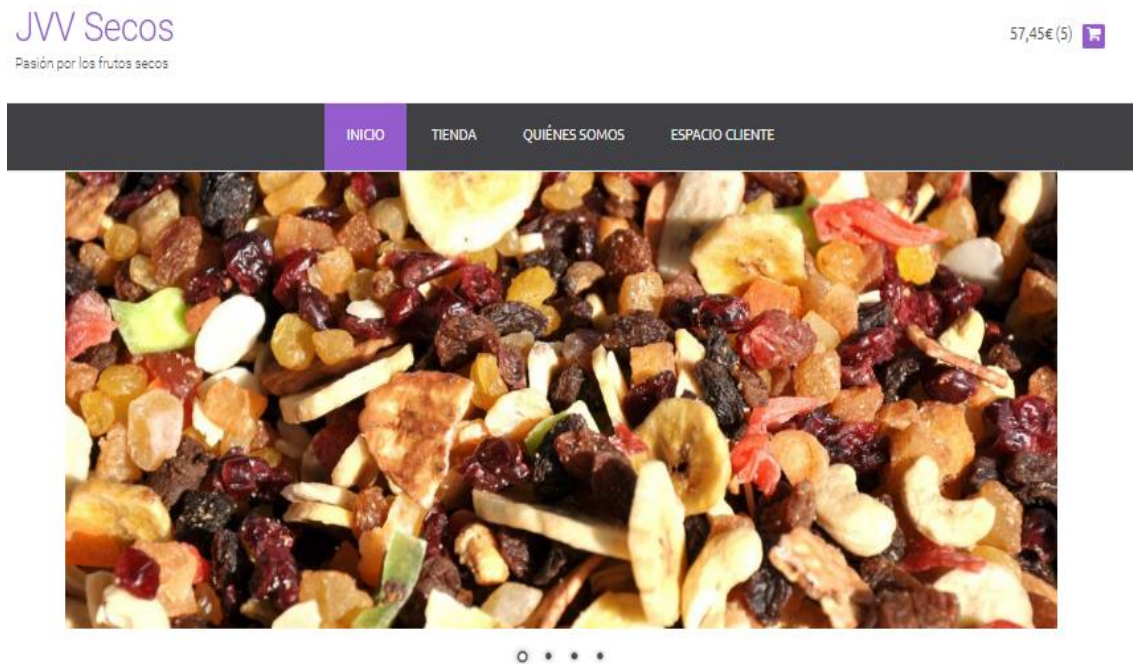 JVV Secos
57,45€ (5)
Pasión por los frutos secos
INICIO TIENDA QUIÉNES SOMOS ESPACIO CLIENTE